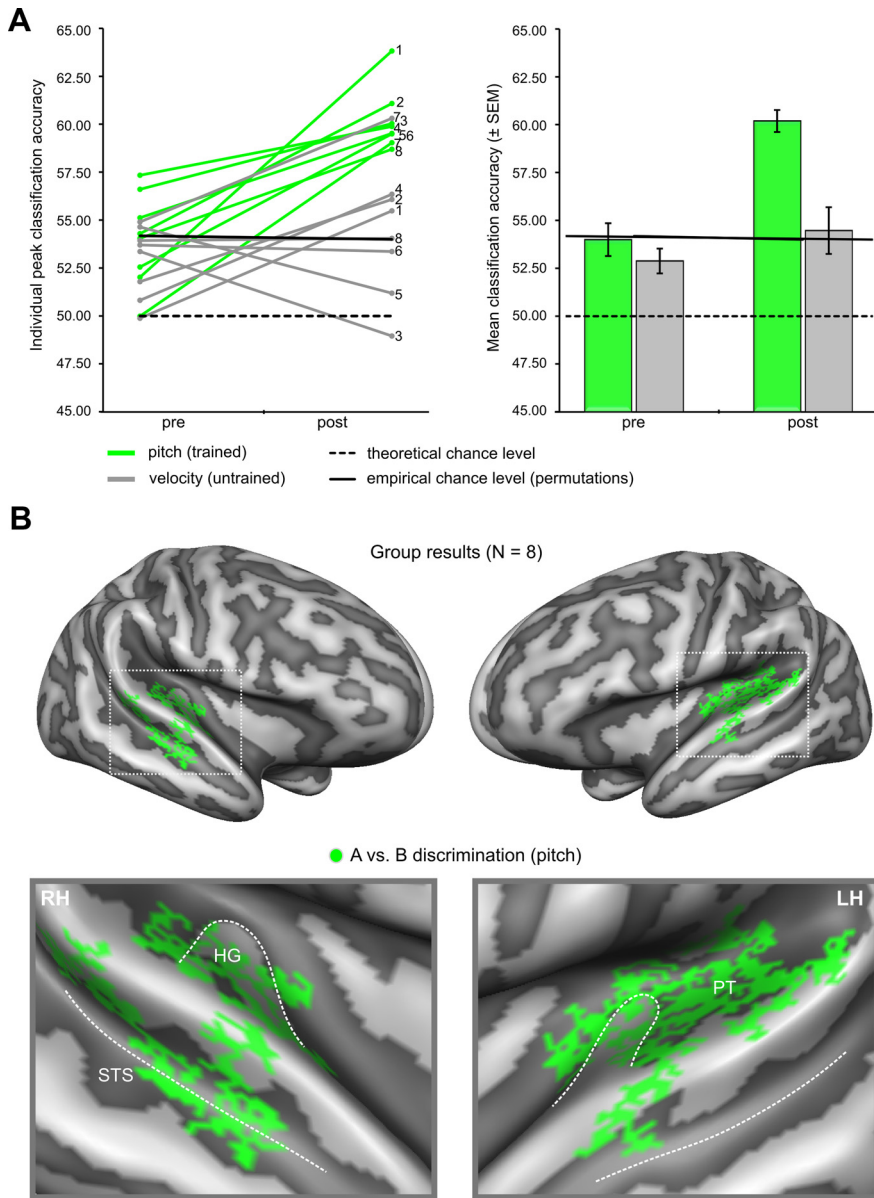 A
Individual peak classification accuracy
65.00
62.50
60.00
57.50
55.00
52.50
50.00
47.50
45.00
1
2
7
3
4
56
7
8
4
2
1
8
6
5
3
pre
post
Mean classification accuracy (± SEM)
65.00
62.50
60.00
57.50
55.00
52.50
50.00
47.50
45.00
pre
post
pitch (trained)
theoretical chance level
velocity (untrained)
empirical chance level (permutations)
B
Group results (N = 8)
A vs. B discrimination (pitch)
RH
HG
STS
LH
PT